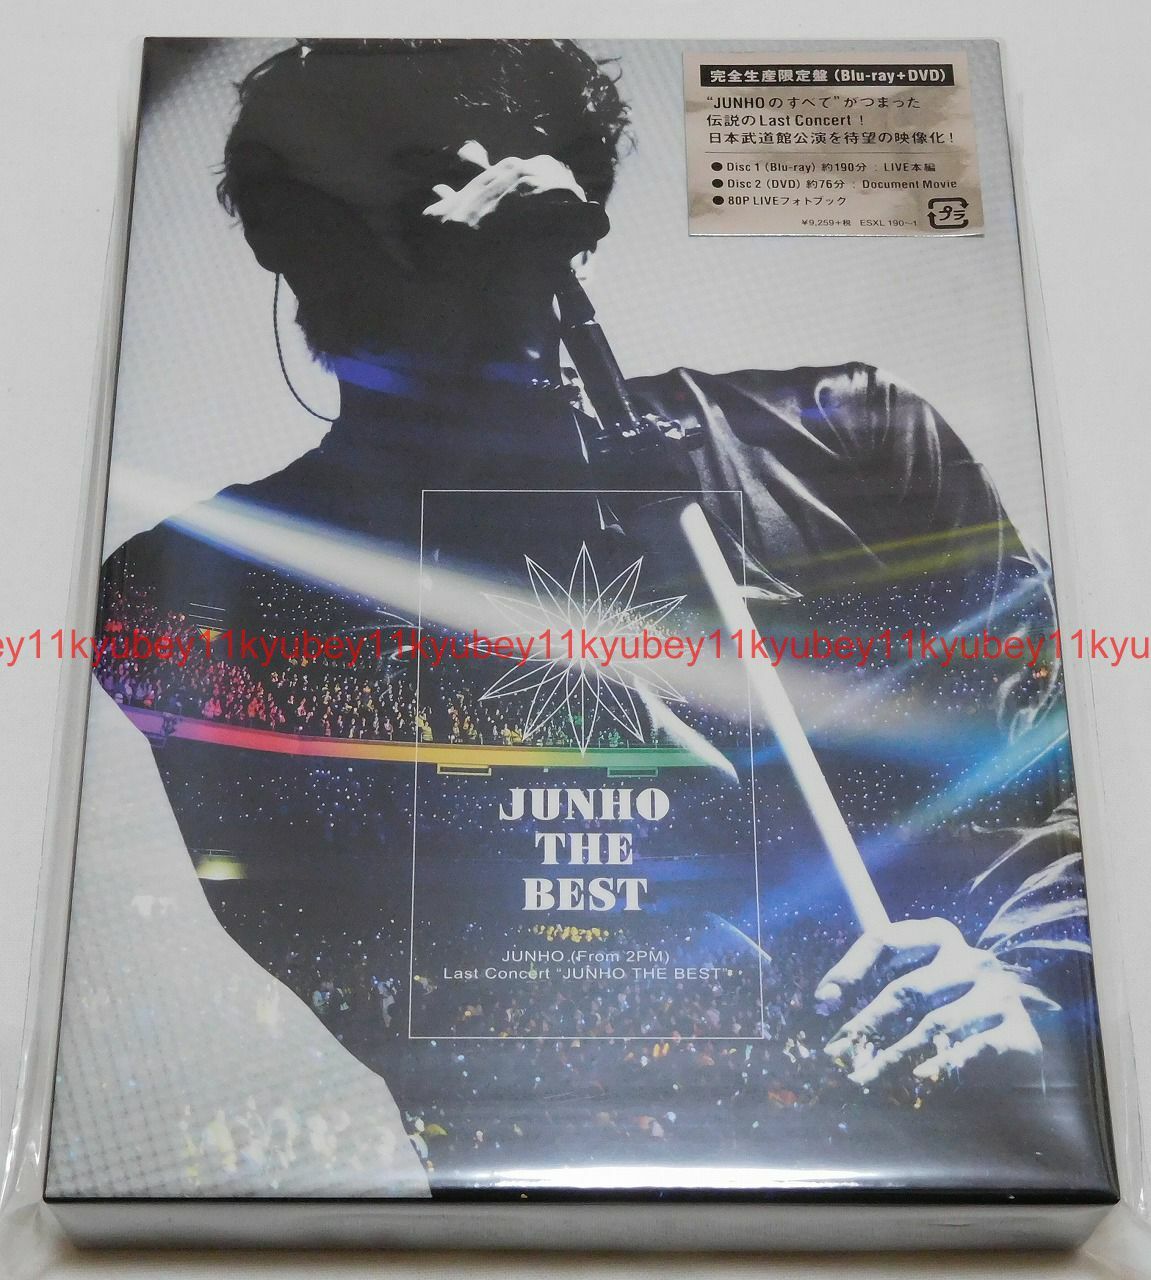 完全生産限定盤 (Blu-ray+DVD)
“JUNHOのすべて”がつまった
伝説のLast Concert！
日本武道館公演を待望の映像化！
● Disc 1 (Blu-ray) 約190分 : LIVE本編
● Disc 2 (DVD) 約76分 : Document Movie
● 80P LIVEフォトブック
¥9,259+税 ESXL 190~1
プラ
ey11kyubey11kyubey11kyubey11kyubey11kyubey11kyubey11kyu
JUNHO
THE
BEST
JUNHO (From 2PM)
Last Concert “JUNHO THE BEST”